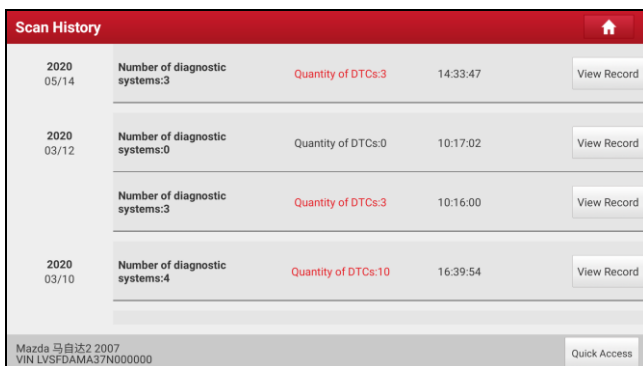 Scan History
2020
05/14
Number of diagnostic
systems:3
Quantity of DTCs:3
14:33:47
View Record
2020
03/12
Number of diagnostic
systems:0
Quantity of DTCs:0
10:17:02
View Record
Number of diagnostic
systems:3
Quantity of DTCs:3
10:16:00
View Record
2020
03/10
Number of diagnostic
systems:4
Quantity of DTCs:10
16:39:54
View Record
Mazda 马自达2 2007
VIN LVSFDAMA37N000000
Quick Access